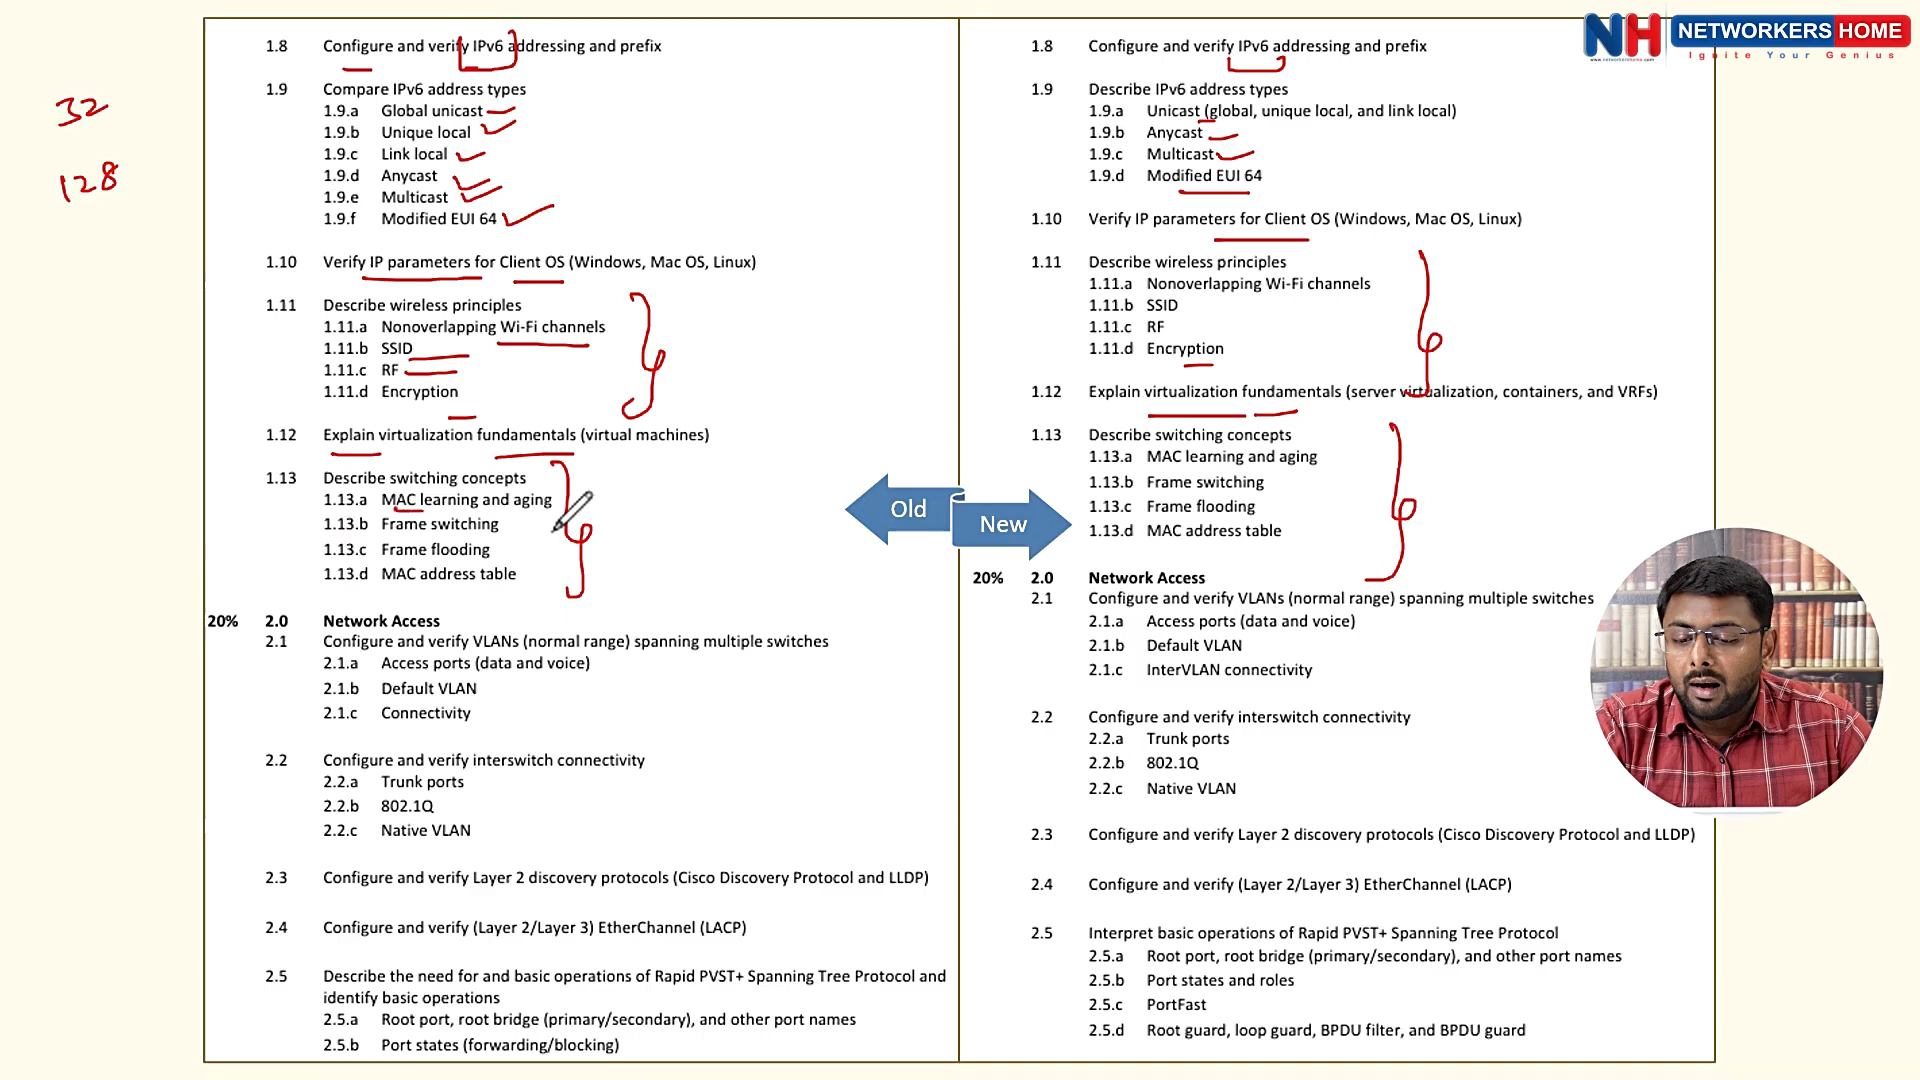 32
128
1.8 Configure and verify IPv6 addressing and prefix
1.9 Compare IPv6 address types
1.9.a Global unicast
1.9.b Unique local
1.9.c Link local
1.9.d Anycast
1.9.e Multicast
1.9.f Modified EUI 64
1.10 Verify IP parameters for Client OS (Windows, Mac OS, Linux)
1.11 Describe wireless principles
1.11.a Nonoverlapping Wi-Fi channels
1.11.b SSID
1.11.c RF
1.11.d Encryption
1.12 Explain virtualization fundamentals (virtual machines)
1.13 Describe switching concepts
1.13.a MAC learning and aging
1.13.b Frame switching
1.13.c Frame flooding
1.13.d MAC address table
20% 2.0 Network Access
2.1 Configure and verify VLANs (normal range) spanning multiple switches
2.1.a Access ports (data and voice)
2.1.b Default VLAN
2.1.c Connectivity
2.2 Configure and verify interswitch connectivity
2.2.a Trunk ports
2.2.b 802.1Q
2.2.c Native VLAN
2.3 Configure and verify Layer 2 discovery protocols (Cisco Discovery Protocol and LLDP)
2.4 Configure and verify (Layer 2/Layer 3) EtherChannel (LACP)
2.5 Describe the need for and basic operations of Rapid PVST+ Spanning Tree Protocol and
identify basic operations
2.5.a Root port, root bridge (primary/secondary), and other port names
2.5.b Port states (forwarding/blocking)
Old
New
1.8 Configure and verify IPv6 addressing and prefix
1.9 Describe IPv6 address types
1.9.a Unicast (global, unique local, and link local)
1.9.b Anycast
1.9.c Multicast
1.9.d Modified EUI 64
1.10 Verify IP parameters for Client OS (Windows, Mac OS, Linux)
1.11 Describe wireless principles
1.11.a Nonoverlapping Wi-Fi channels
1.11.b SSID
1.11.c RF
1.11.d Encryption
1.12 Explain virtualization fundamentals (server virtualization, containers, and VRFs)
1.13 Describe switching concepts
1.13.a MAC learning and aging
1.13.b Frame switching
1.13.c Frame flooding
1.13.d MAC address table
20% 2.0 Network Access
2.1 Configure and verify VLANs (normal range) spanning multiple switches
2.1.a Access ports (data and voice)
2.1.b Default VLAN
2.1.c InterVLAN connectivity
2.2 Configure and verify interswitch connectivity
2.2.a Trunk ports
2.2.b 802.1Q
2.2.c Native VLAN
2.3 Configure and verify Layer 2 discovery protocols (Cisco Discovery Protocol and LLDP)
2.4 Configure and verify (Layer 2/Layer 3) EtherChannel (LACP)
2.5 Interpret basic operations of Rapid PVST+ Spanning Tree Protocol
2.5.a Root port, root bridge (primary/secondary), and other port names
2.5.b Port states and roles
2.5.c PortFast
2.5.d Root guard, loop guard, BPDU filter, and BPDU guard
NH NETWORKERS HOME
www.networkershome.com
Ignite Your Genius